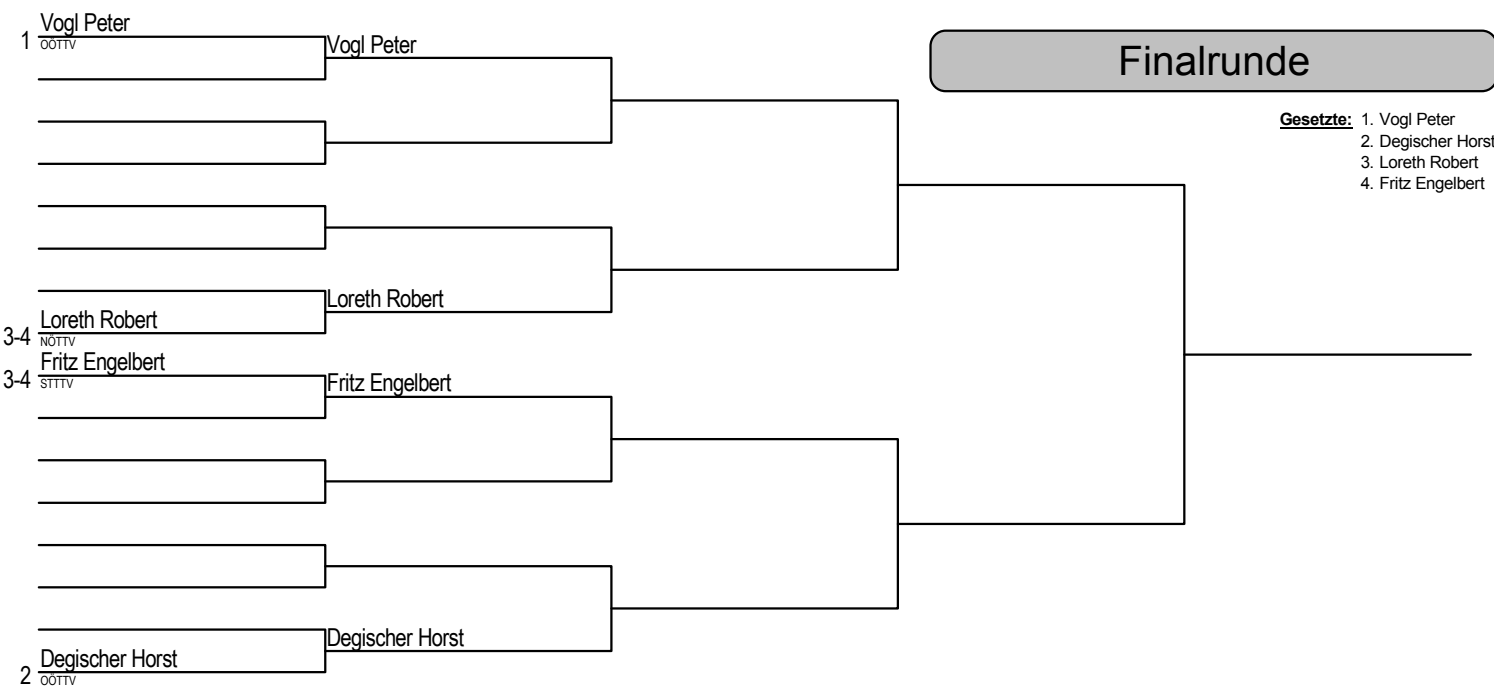 Finalrunde
Gesetzte: 1. Vogl Peter
2. Degischer Horst
3. Loreth Robert
4. Fritz Engelbert
Vogl Peter
1 OÖTTV
Vogl Peter
Loreth Robert
Loreth Robert
3-4 NÖTTV
Fritz Engelbert
3-4 STTTV
Fritz Engelbert
Degischer Horst
Degischer Horst
2 OÖTTV